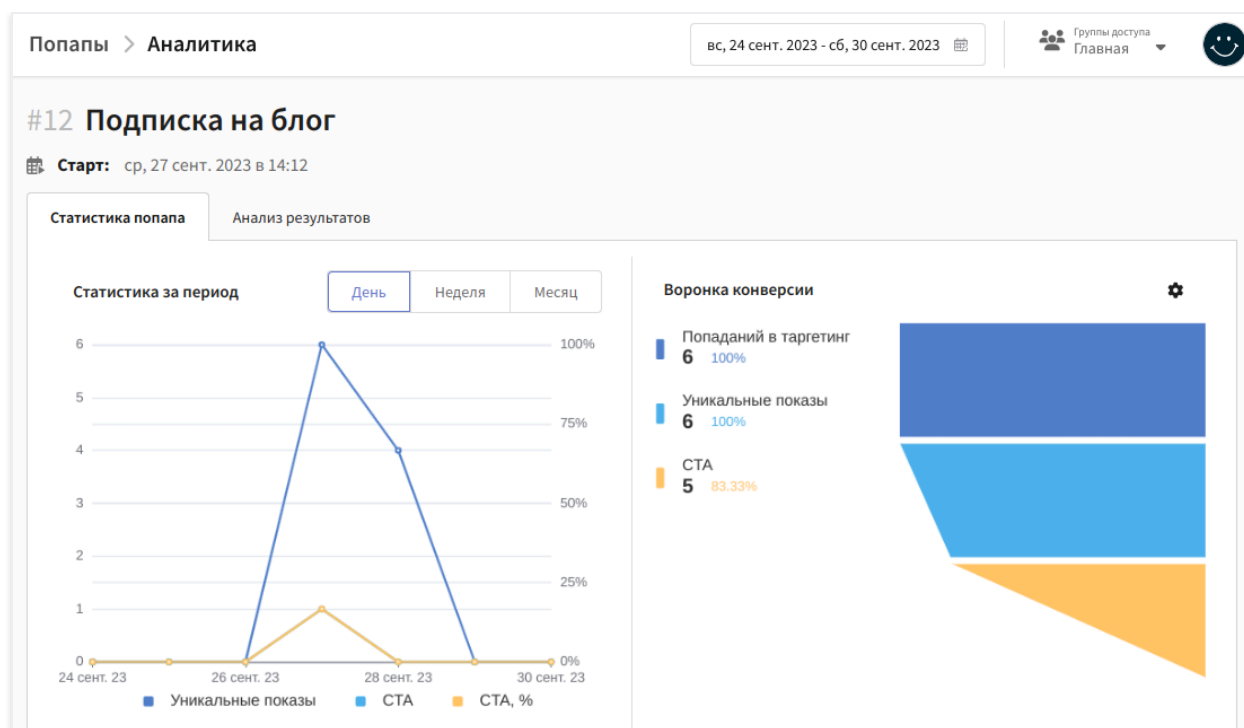 Попапы > Аналитика
вс, 24 сент. 2023 - сб, 30 сент. 2023
Группы доступа
Главная
#12 Подписка на блог
Старт: ср, 27 сент. 2023 в 14:12
Статистика попапа
Анализ результатов
Статистика за период
День
Неделя
Месяц
6
5
4
3
2
1
0
100%
75%
50%
25%
0%
24 сент. 23
26 сент. 23
28 сент. 23
30 сент. 23
Уникальные показы
CTA
CTA, %
Воронка конверсии
Попаданий в таргетинг
6 100%
Уникальные показы
6 100%
CTA
5 83.33%